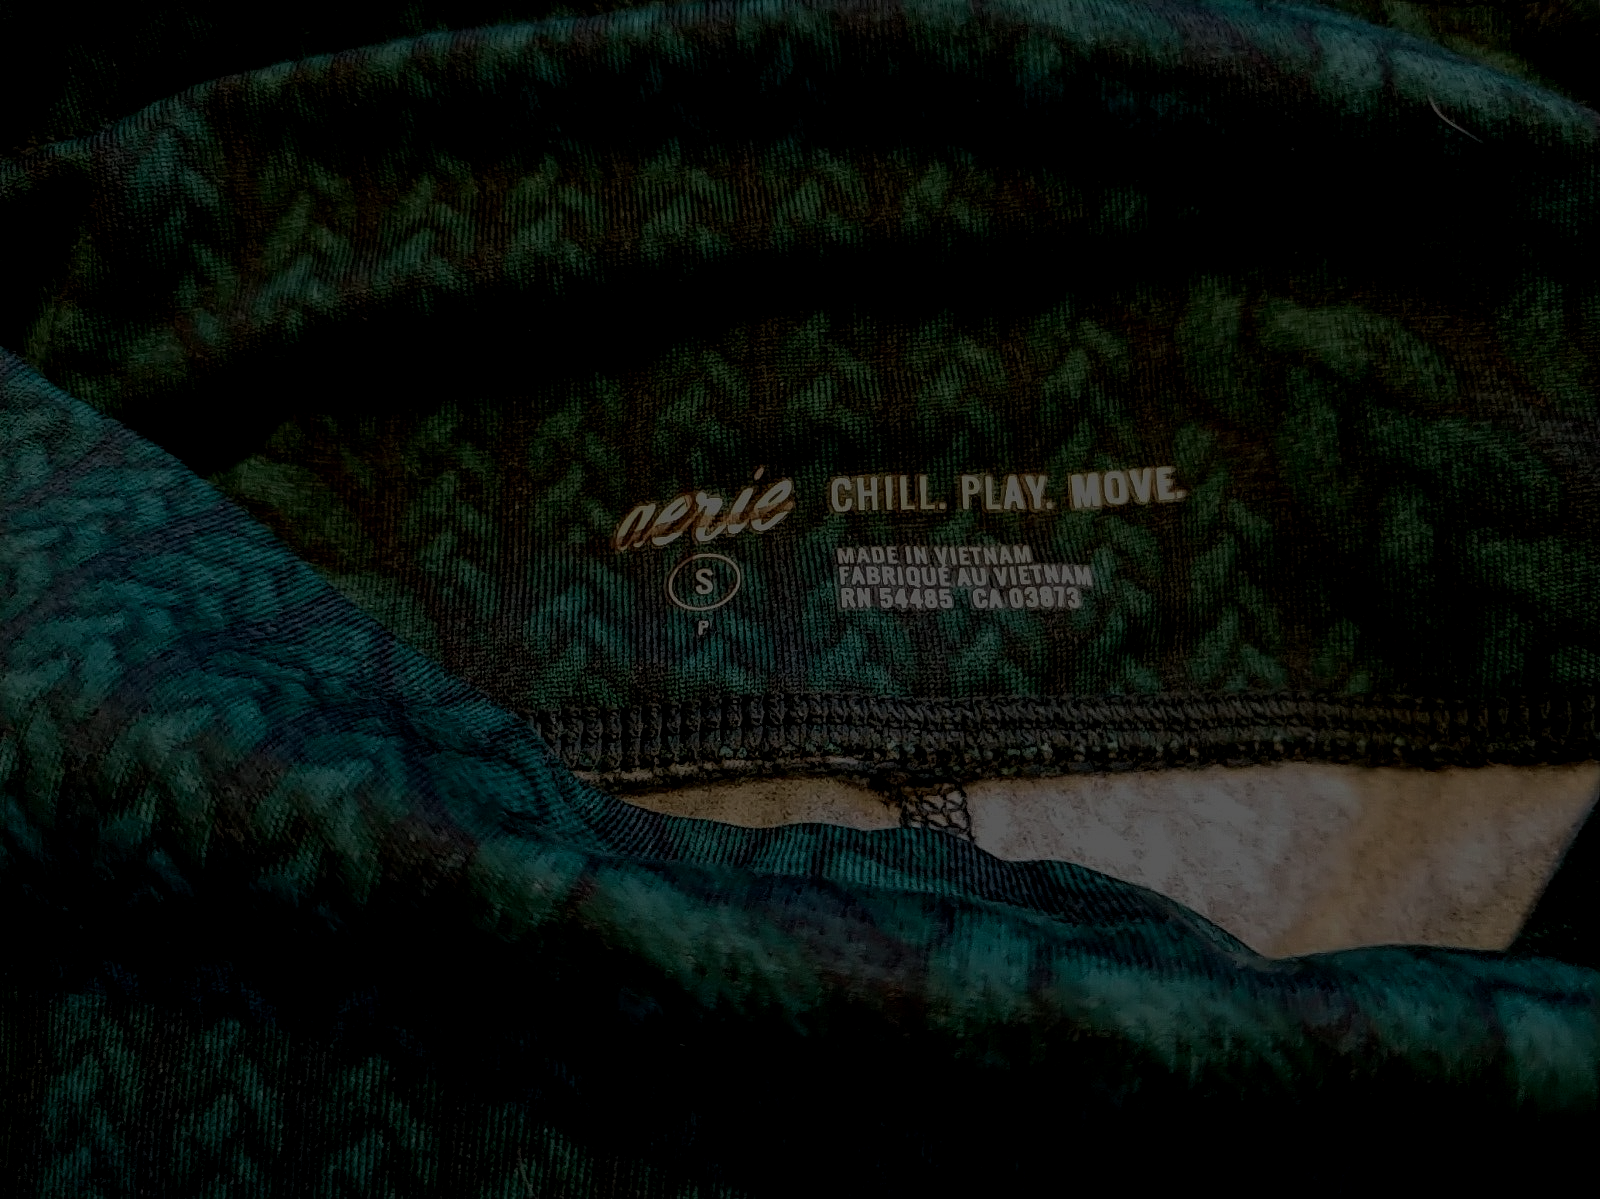 aerie CHILL. PLAY. MOVE.
S
P
MADE IN VIETNAM
FABRIQUÉ AU VIETNAM
RN 54485 CA 03873